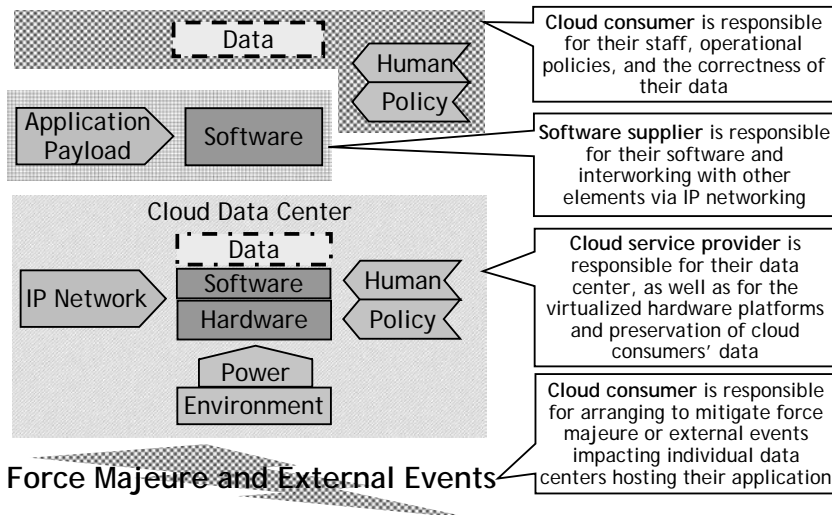 Data
Human
Policy
Cloud consumer is responsible
for their staff, operational
policies, and the correctness of
their data
Application
Payload
Software
Software supplier is responsible
for their software and
interworking with other
elements via IP networking
Cloud Data Center
Data
Software
Hardware
IP Network
Human
Policy
Power
Environment
Cloud service provider is
responsible for their data
center, as well as for the
virtualized hardware platforms
and preservation of cloud
consumers' data
Force Majeure and External Events
Cloud consumer is responsible
for arranging to mitigate force
majeure or external events
impacting individual data
centers hosting their application